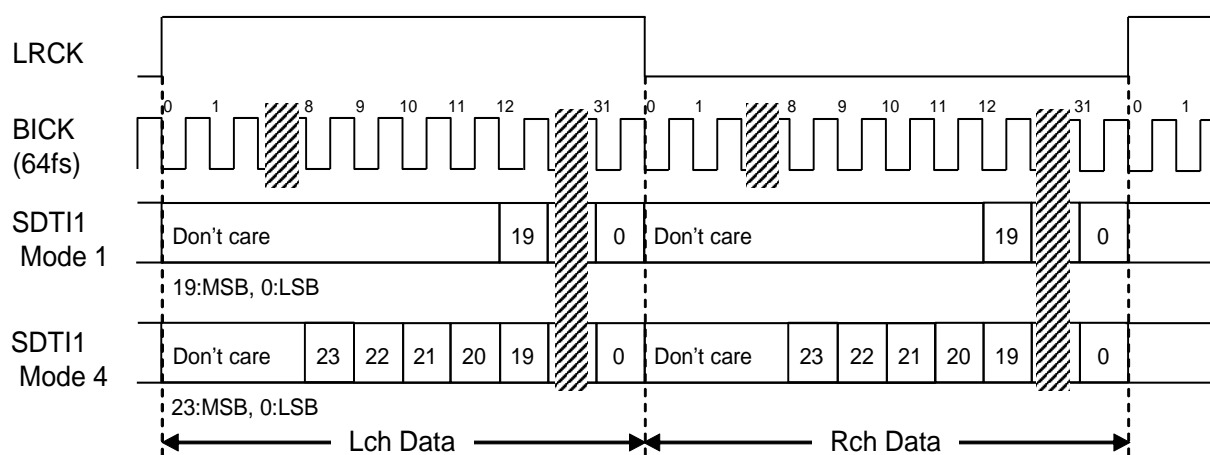 LRCK
0 1 8 9 10 11 12 31 0 1 8 9 10 11 12 31 0 1
BICK
(64fs)
SDTI1
Mode 1
Don't care 19 0 Don't care 19 0
19:MSB, 0:LSB
SDTI1
Mode 4
Don't care 23 22 21 20 19 0 Don't care 23 22 21 20 19 0
23:MSB, 0:LSB
Lch Data Rch Data